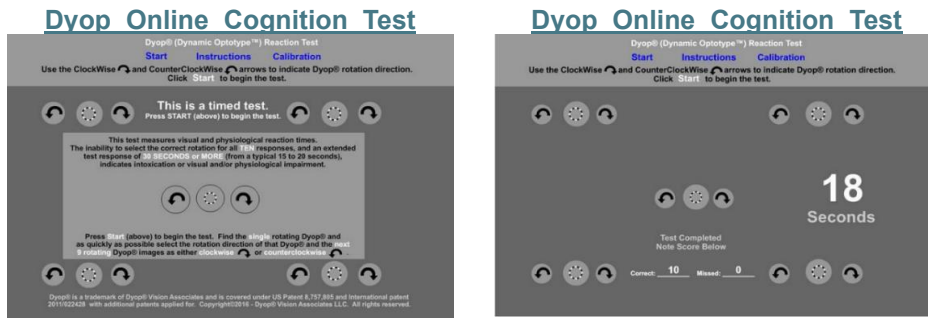 Dyop Online Cognition Test
Dyop® (Dynamic Optotype™) Reaction Test
Start Instructions Calibration
Use the ClockWise and CounterClockWise arrows to indicate Dyop® rotation direction.
Click Start to begin the test.
This is a timed test.
Press START (above) to begin the test.
This test measures visual and physiological reaction times.
The inability to select the correct rotation for all TEN responses, and an extended
test response of 30 SECONDS or MORE (from a typical 15 to 20 seconds),
indicates intoxication or visual and/or physiological impairment.
Press Start (above) to begin the test. Find the single rotating Dyop® and
as quickly as possible select the rotation direction of that Dyop® and the next
9 rotating Dyop® images as either clockwise or counterclockwise .
Dyop® is a trademark of Dyop® Vision Associates and is covered under US Patent 8,757,805 and International patent
2011/022428 with additional patents applied for. Copyright©2016 - Dyop® Vision Associates LLC. All rights reserved.
Dyop Online Cognition Test
Dyop® (Dynamic Optotype™) Reaction Test
Start Instructions Calibration
Use the ClockWise and CounterClockWise arrows to indicate Dyop® rotation direction.
Click Start to begin the test.
18
Seconds
Test Completed
Note Score Below
Correct: 10 Missed: 0